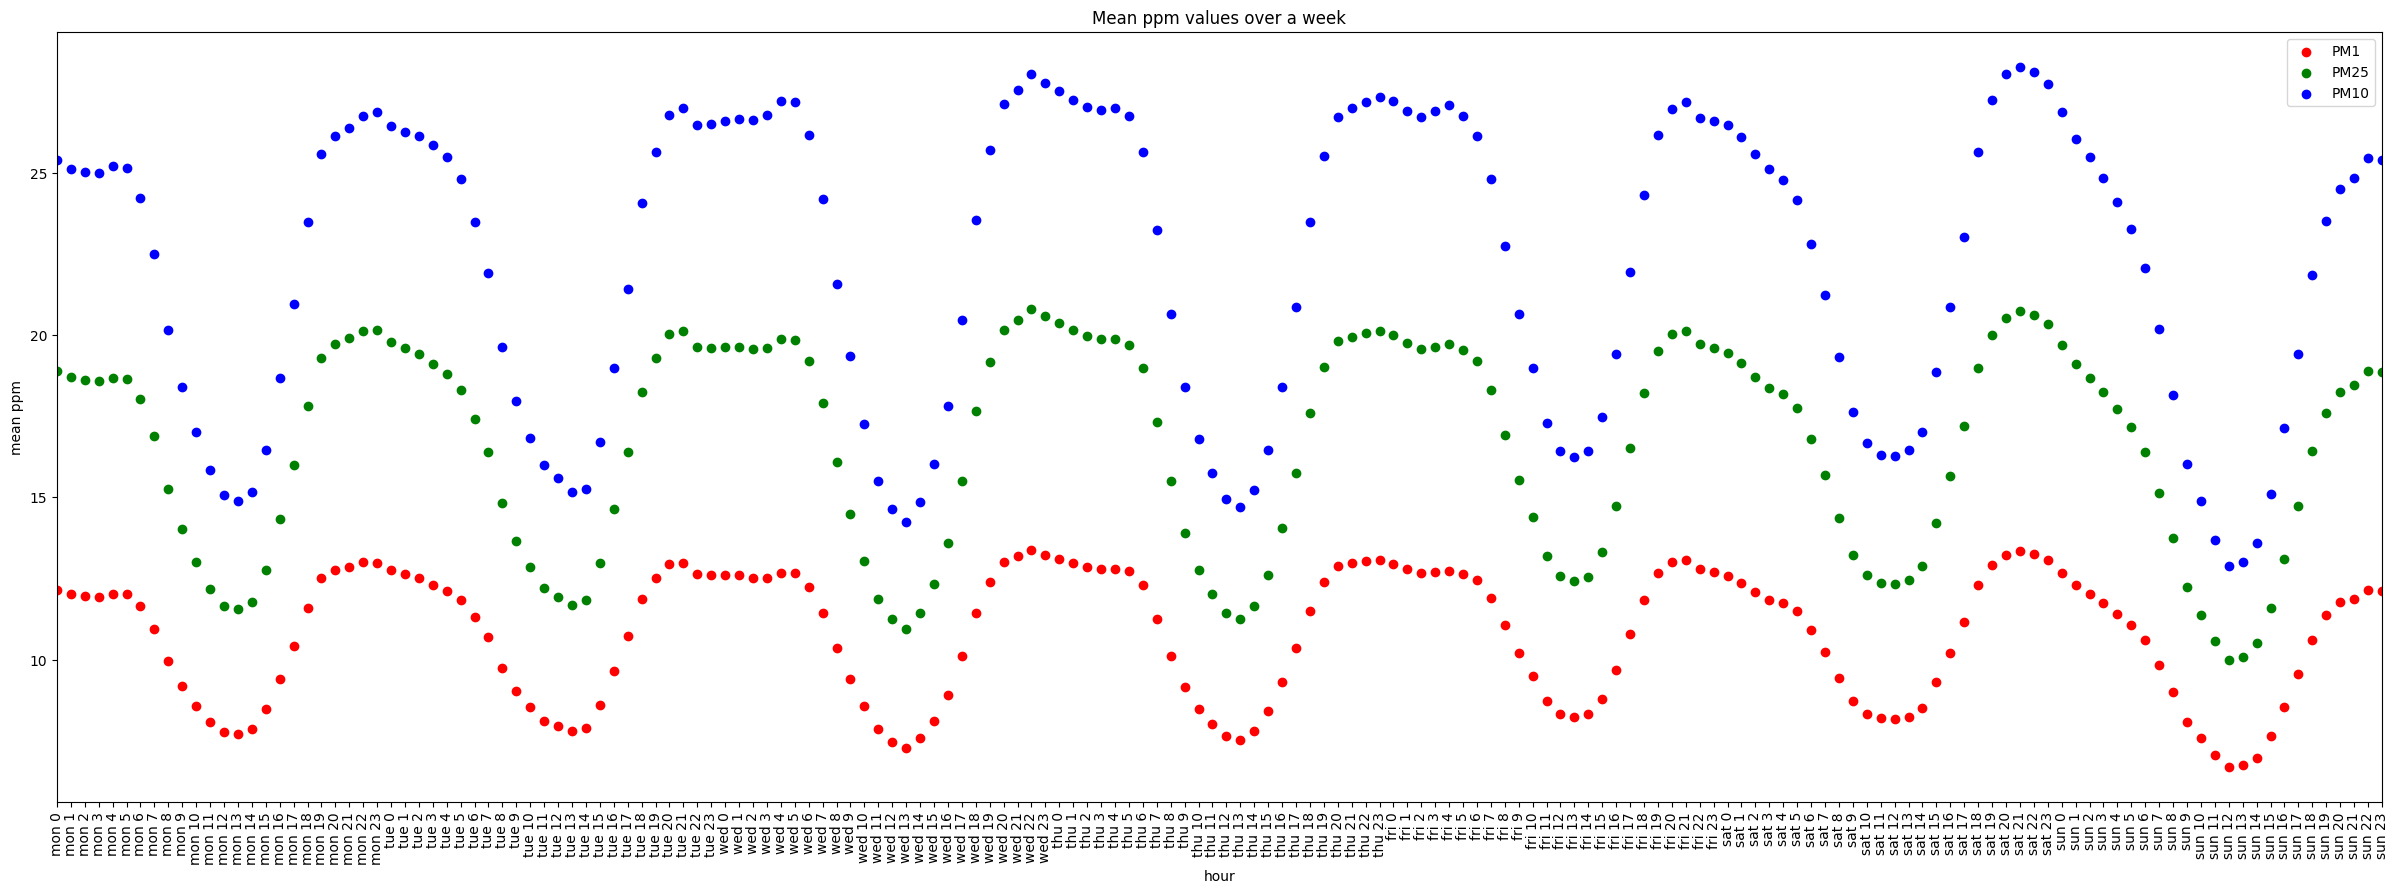 Mean ppm values over a week
PM1
PM25
PM10
mean ppm
25
20
15
10
mon 0
mon 1
mon 2
mon 3
mon 4
mon 5
mon 6
mon 7
mon 8
mon 9
mon 10
mon 11
mon 12
mon 13
mon 14
mon 15
mon 16
mon 17
mon 18
mon 19
mon 20
mon 21
mon 22
mon 23
tue 0
tue 1
tue 2
tue 3
tue 4
tue 5
tue 6
tue 7
tue 8
tue 9
tue 10
tue 11
tue 12
tue 13
tue 14
tue 15
tue 16
tue 17
tue 18
tue 19
tue 20
tue 21
tue 22
tue 23
wed 0
wed 1
wed 2
wed 3
wed 4
wed 5
wed 6
wed 7
wed 8
wed 9
wed 10
wed 11
wed 12
wed 13
wed 14
wed 15
wed 16
wed 17
wed 18
wed 19
wed 20
wed 21
wed 22
wed 23
thu 0
thu 1
thu 2
thu 3
thu 4
thu 5
thu 6
thu 7
thu 8
thu 9
thu 10
thu 11
thu 12
thu 13
thu 14
thu 15
thu 16
thu 17
thu 18
thu 19
thu 20
thu 21
thu 22
thu 23
fri 0
fri 1
fri 2
fri 3
fri 4
fri 5
fri 6
fri 7
fri 8
fri 9
fri 10
fri 11
fri 12
fri 13
fri 14
fri 15
fri 16
fri 17
fri 18
fri 19
fri 20
fri 21
fri 22
fri 23
sat 0
sat 1
sat 2
sat 3
sat 4
sat 5
sat 6
sat 7
sat 8
sat 9
sat 10
sat 11
sat 12
sat 13
sat 14
sat 15
sat 16
sat 17
sat 18
sat 19
sat 20
sat 21
sat 22
sat 23
sun 0
sun 1
sun 2
sun 3
sun 4
sun 5
sun 6
sun 7
sun 8
sun 9
sun 10
sun 11
sun 12
sun 13
sun 14
sun 15
sun 16
sun 17
sun 18
sun 19
sun 20
sun 21
sun 22
sun 23
hour